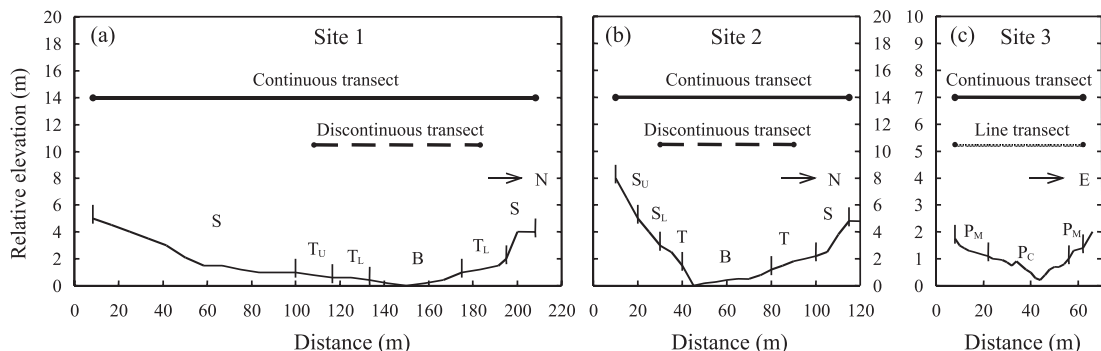 (a) Site 1
Continuous transect
Discontinuous transect
N
S
T_U
T_L
B
T_L
S
Relative elevation (m)
20
18
16
14
12
10
8
6
4
2
0
0 20 40 60 80 100 120 140 160 180 200 220
Distance (m)
(b) Site 2
Continuous transect
Discontinuous transect
N
S_U
S_L
T
B
T
S
20
18
16
14
12
10
8
6
4
2
0
0 20 40 60 80 100 120
Distance (m)
(c) Site 3
Continuous transect
Line transect
E
P_M
P_C
P_M
10
9
8
7
6
5
4
3
2
1
0
0 20 40 60
Distance (m)